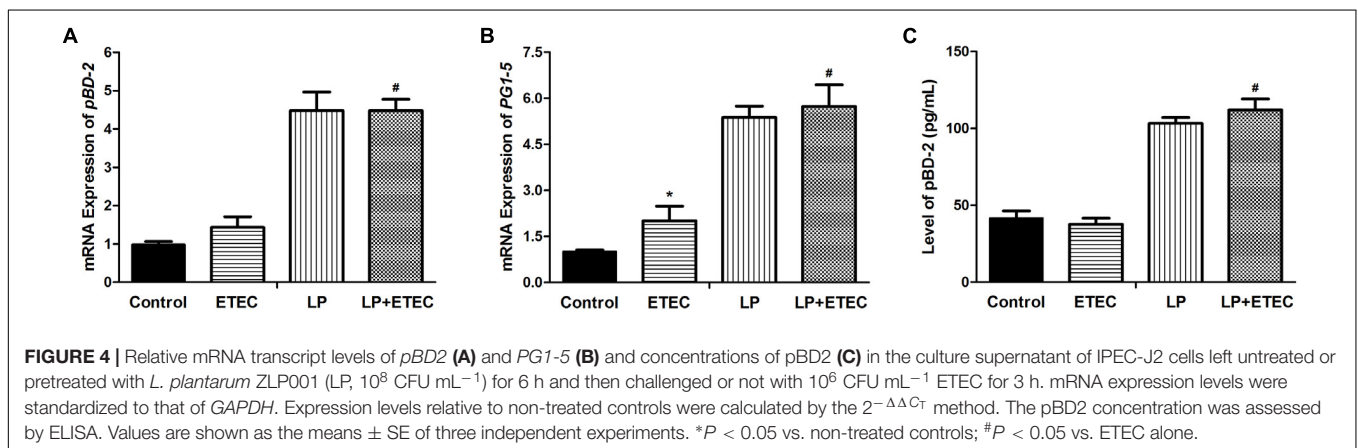 A
mRNA Expression of pBD-2
6
5
4
3
2
1
0
Control ETEC LP LP+ETEC
#
B
mRNA Expression of PG1-5
7.5
6.0
4.5
3.0
1.5
0.0
Control ETEC LP LP+ETEC
*
#
C
Level of pBD-2 (pg/mL)
150
100
50
0
Control ETEC LP LP+ETEC
#
FIGURE 4 | Relative mRNA transcript levels of pBD2 (A) and PG1-5 (B) and concentrations of pBD2 (C) in the culture supernatant of IPEC-J2 cells left untreated or
pretreated with L. plantarum ZLP001 (LP, 10⁸ CFU mL⁻¹) for 6 h and then challenged or not with 10⁶ CFU mL⁻¹ ETEC for 3 h. mRNA expression levels were
standardized to that of GAPDH. Expression levels relative to non-treated controls were calculated by the 2^−ΔΔCT method. The pBD2 concentration was assessed
by ELISA. Values are shown as the means ± SE of three independent experiments. *P < 0.05 vs. non-treated controls; #P < 0.05 vs. ETEC alone.